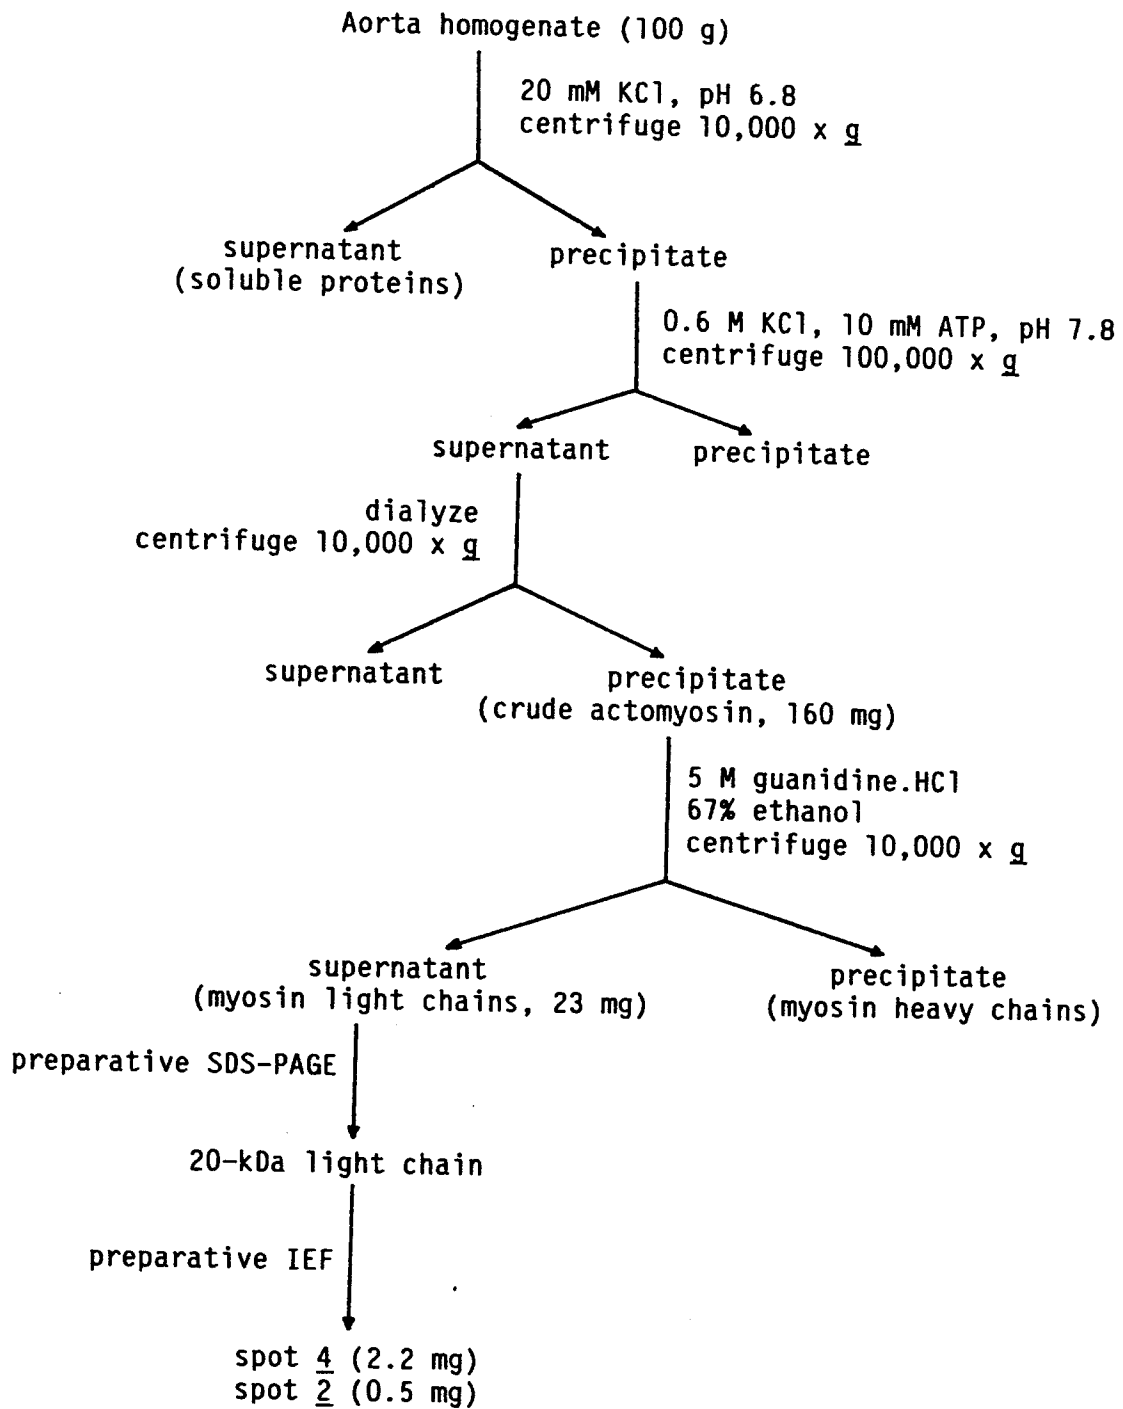 Aorta homogenate (100 g)
20 mM KCl, pH 6.8
centrifuge 10,000 x g
supernatant
(soluble proteins)
precipitate
0.6 M KCl, 10 mM ATP, pH 7.8
centrifuge 100,000 x g
supernatant
precipitate
dialyze
centrifuge 10,000 x g
supernatant
precipitate
(crude actomyosin, 160 mg)
5 M guanidine.HCl
67% ethanol
centrifuge 10,000 x g
supernatant
(myosin light chains, 23 mg)
precipitate
(myosin heavy chains)
preparative SDS-PAGE
20-kDa light chain
preparative IEF
spot 4 (2.2 mg)
spot 2 (0.5 mg)